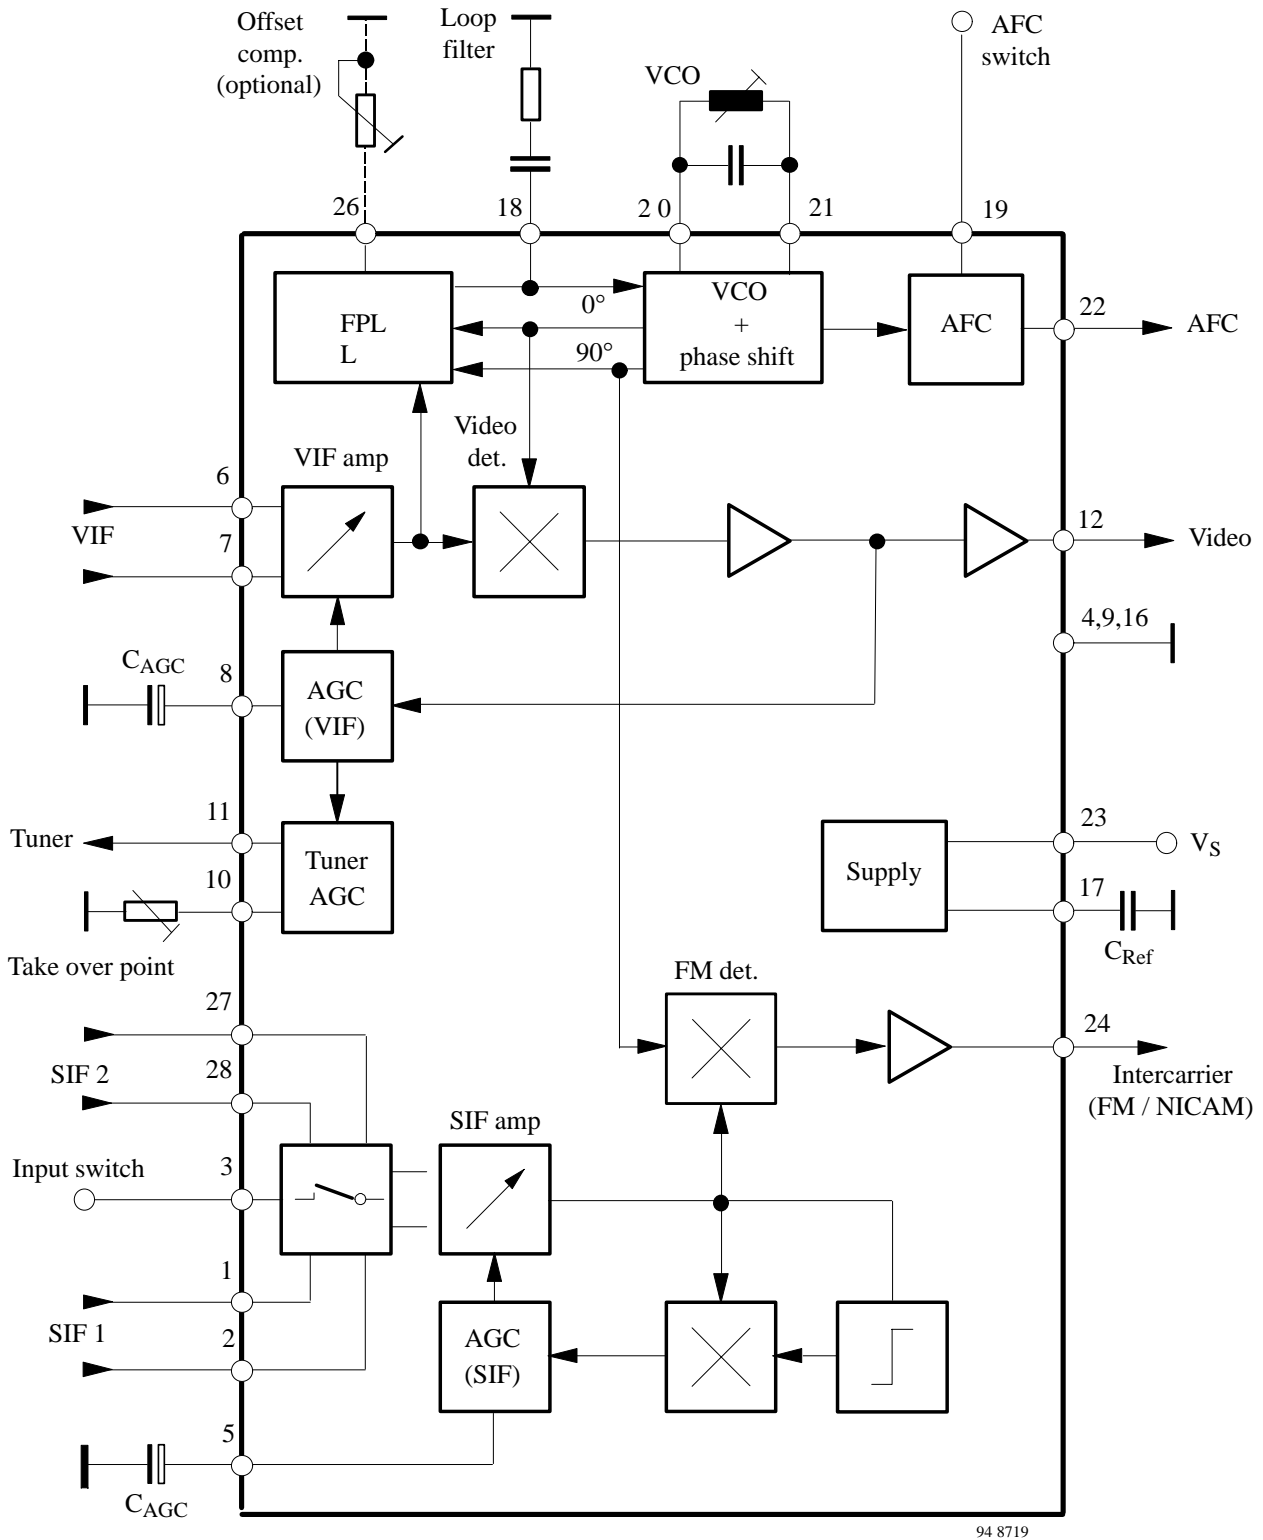 Offset
comp.
(optional)
Loop
filter
VCO
AFC
switch
26
18
2 0
21
19
FPL
L
0°
90°
VCO
+
phase shift
AFC
22
AFC
Video
det.
VIF amp
6
VIF
7
12
Video
4,9,16
CAGC
8
AGC
(VIF)
11
Tuner
10
Tuner
AGC
Take over point
Supply
23
VS
17
CRef
27
SIF 2
28
FM det.
24
Intercarrier
(FM / NICAM)
Input switch
3
SIF amp
1
SIF 1
2
AGC
(SIF)
5
CAGC
94 8719